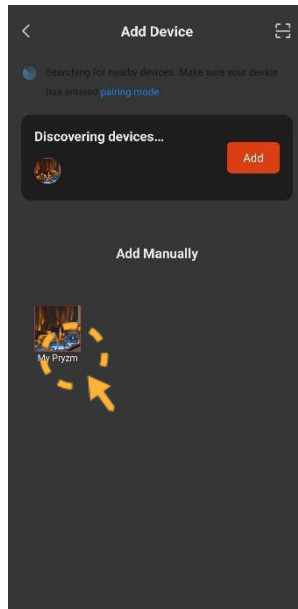 Add Device
Searching for nearby devices. Make sure your device
has entered pairing mode
Discovering devices...
Add
Add Manually
My Pryzm